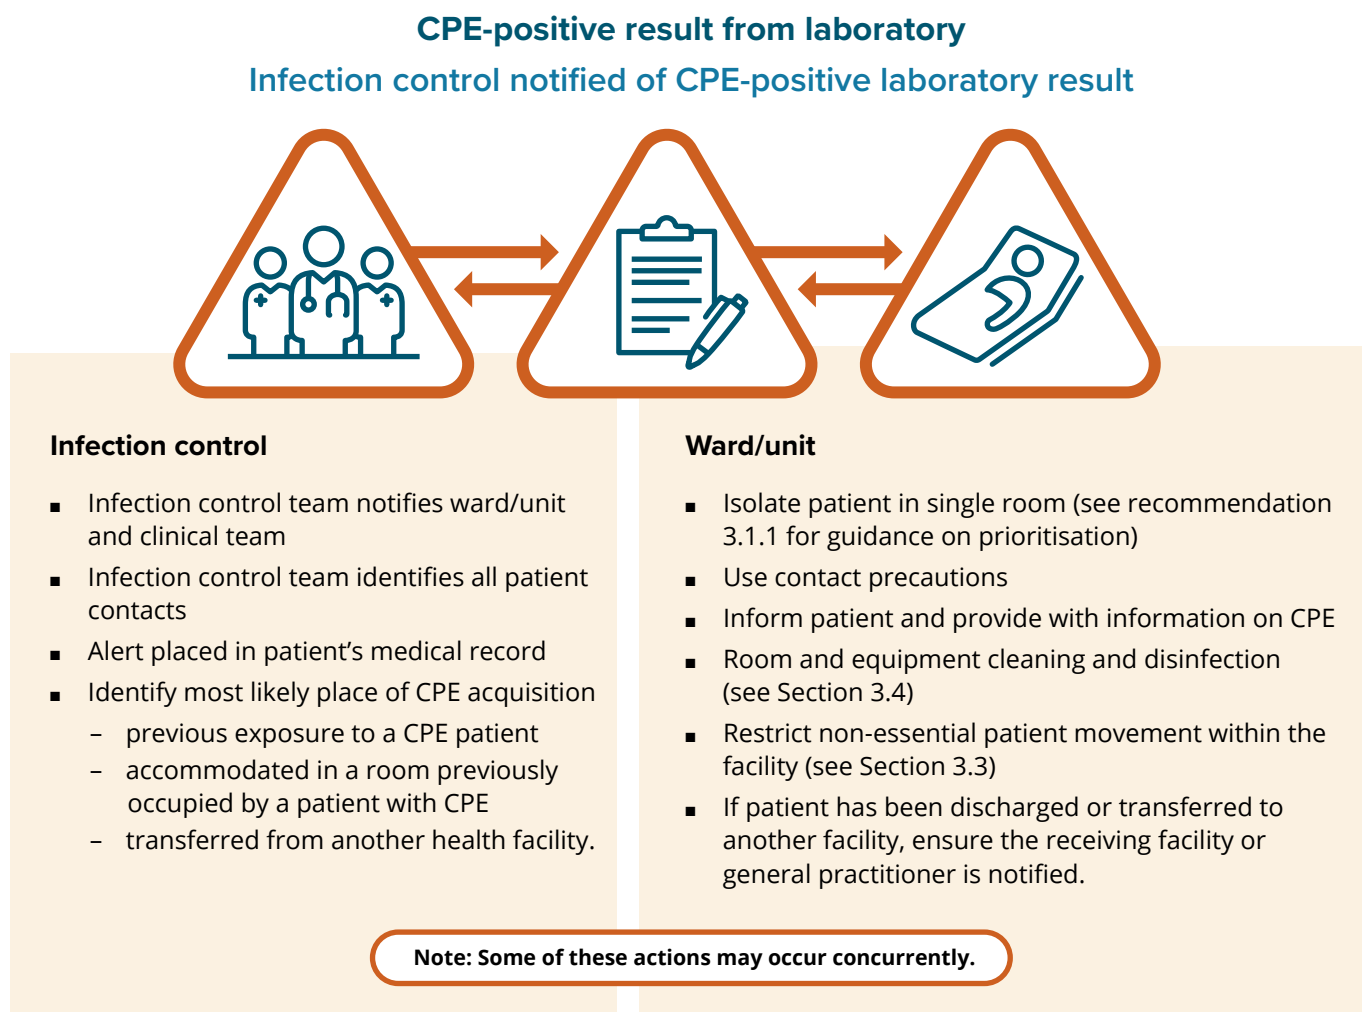 CPE-positive result from laboratory
Infection control notified of CPE-positive laboratory result
Infection control
▪ Infection control team notifies ward/unit
and clinical team
▪ Infection control team identifies all patient
contacts
▪ Alert placed in patient’s medical record
▪ Identify most likely place of CPE acquisition
– previous exposure to a CPE patient
– accommodated in a room previously
occupied by a patient with CPE
– transferred from another health facility.
Ward/unit
▪ Isolate patient in single room (see recommendation
3.1.1 for guidance on prioritisation)
▪ Use contact precautions
▪ Inform patient and provide with information on CPE
▪ Room and equipment cleaning and disinfection
(see Section 3.4)
▪ Restrict non-essential patient movement within the
facility (see Section 3.3)
▪ If patient has been discharged or transferred to
another facility, ensure the receiving facility or
general practitioner is notified.
Note: Some of these actions may occur concurrently.